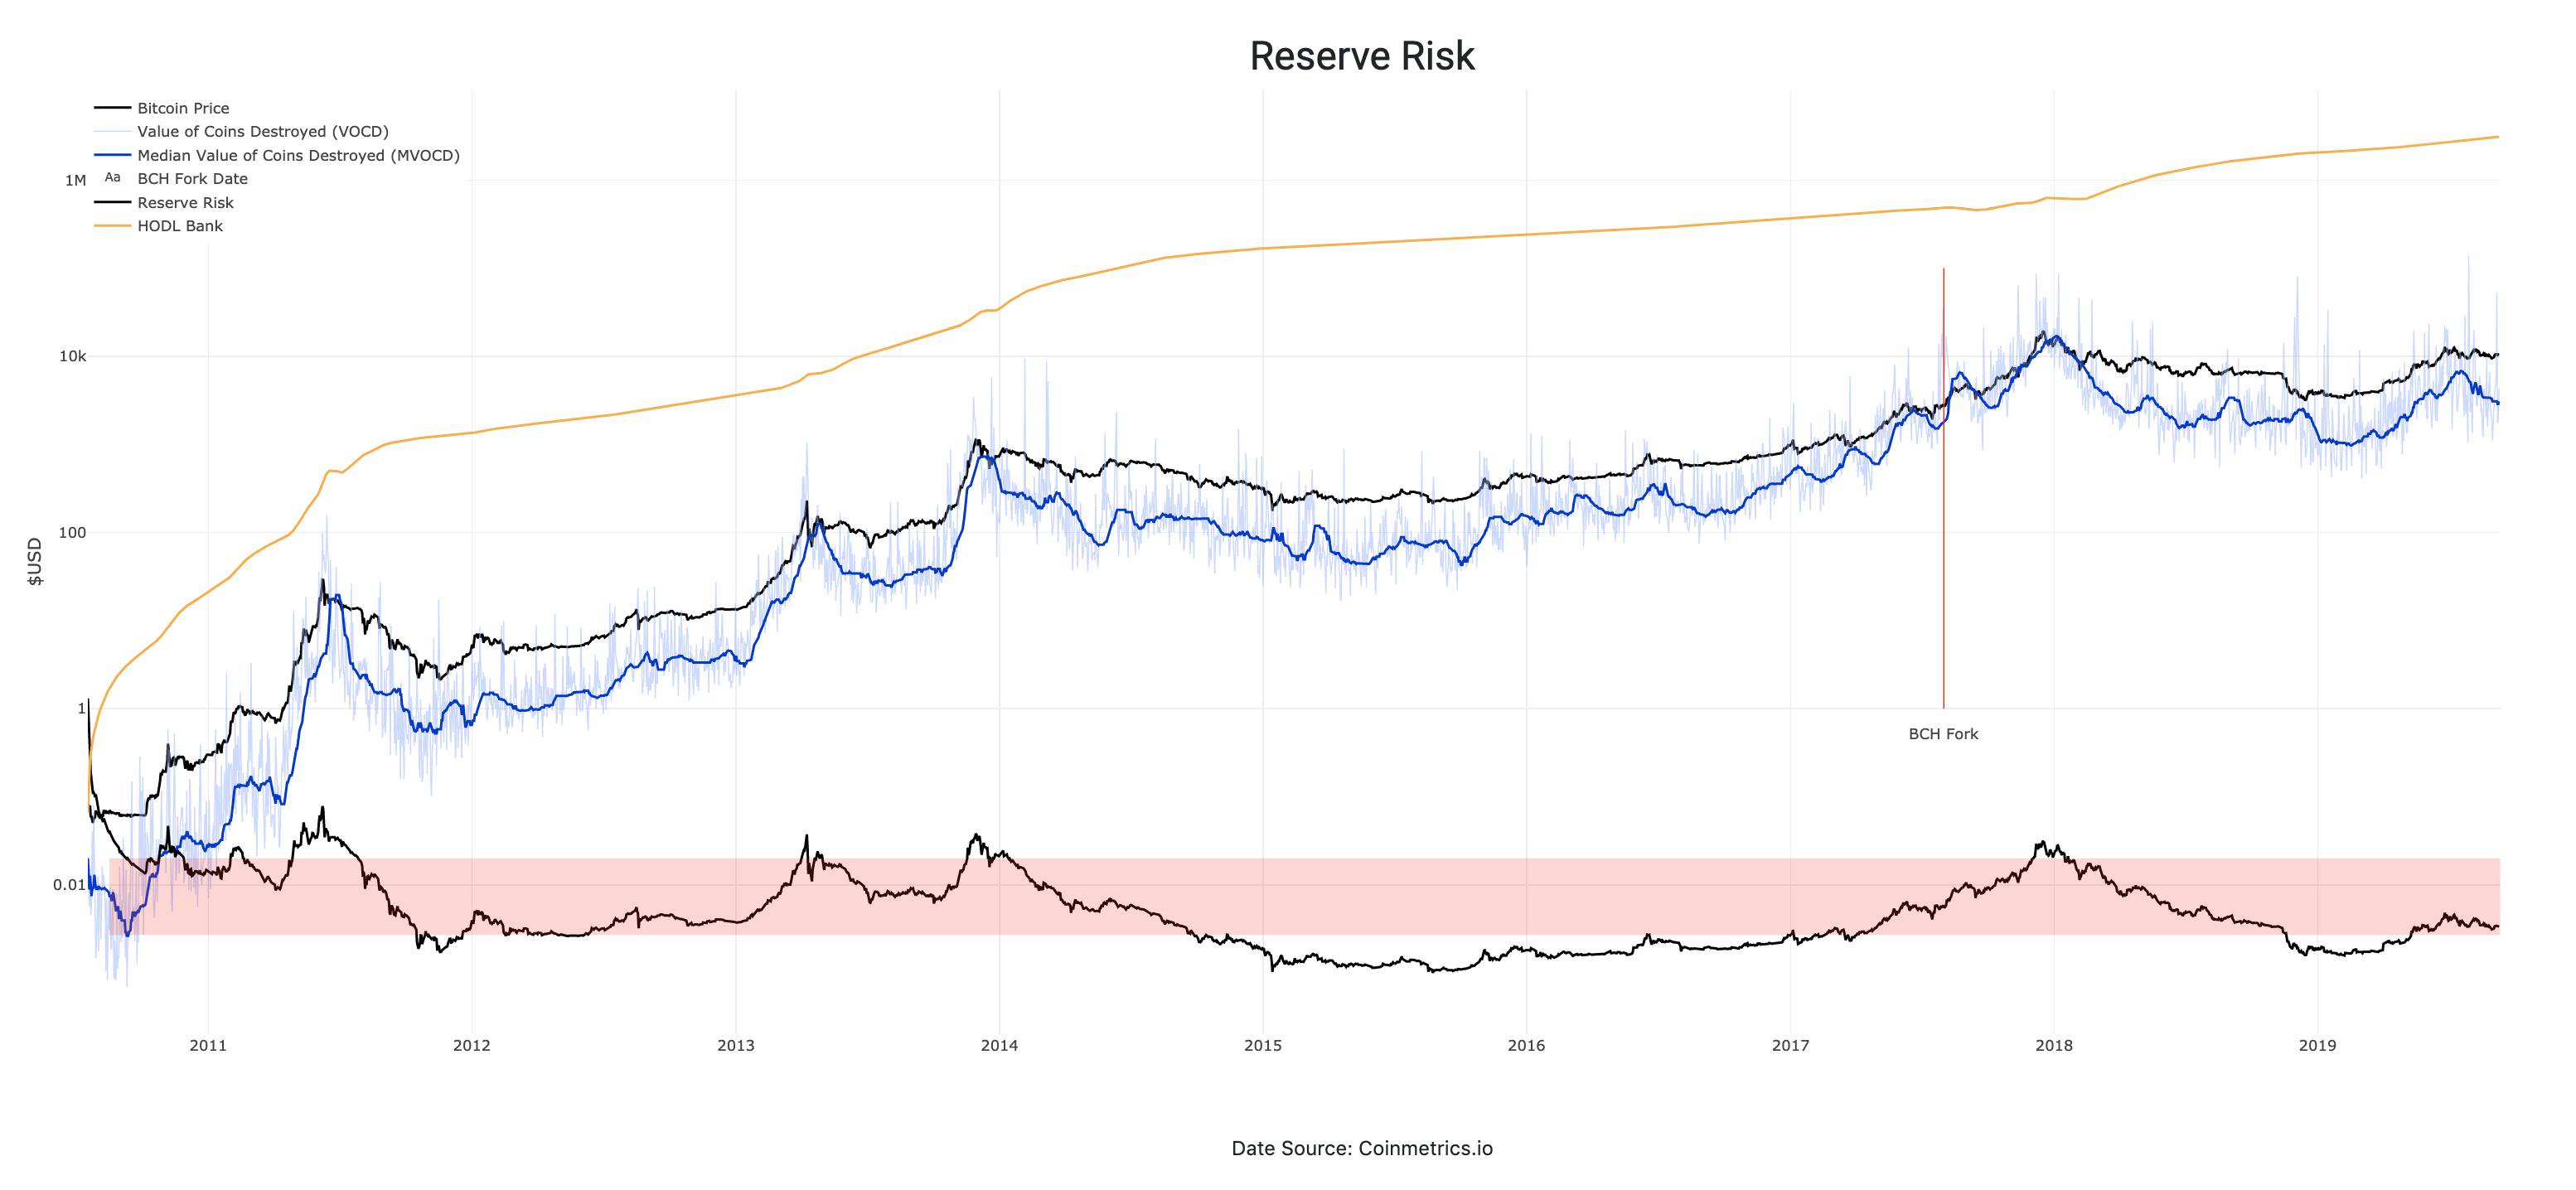 Reserve Risk
Bitcoin Price
Value of Coins Destroyed (VOCD)
Median Value of Coins Destroyed (MVOCD)
Aa BCH Fork Date
Reserve Risk
HODL Bank
1M
10k
100
1
0.01
$USD
BCH Fork
2011 2012 2013 2014 2015 2016 2017 2018 2019
Date Source: Coinmetrics.io